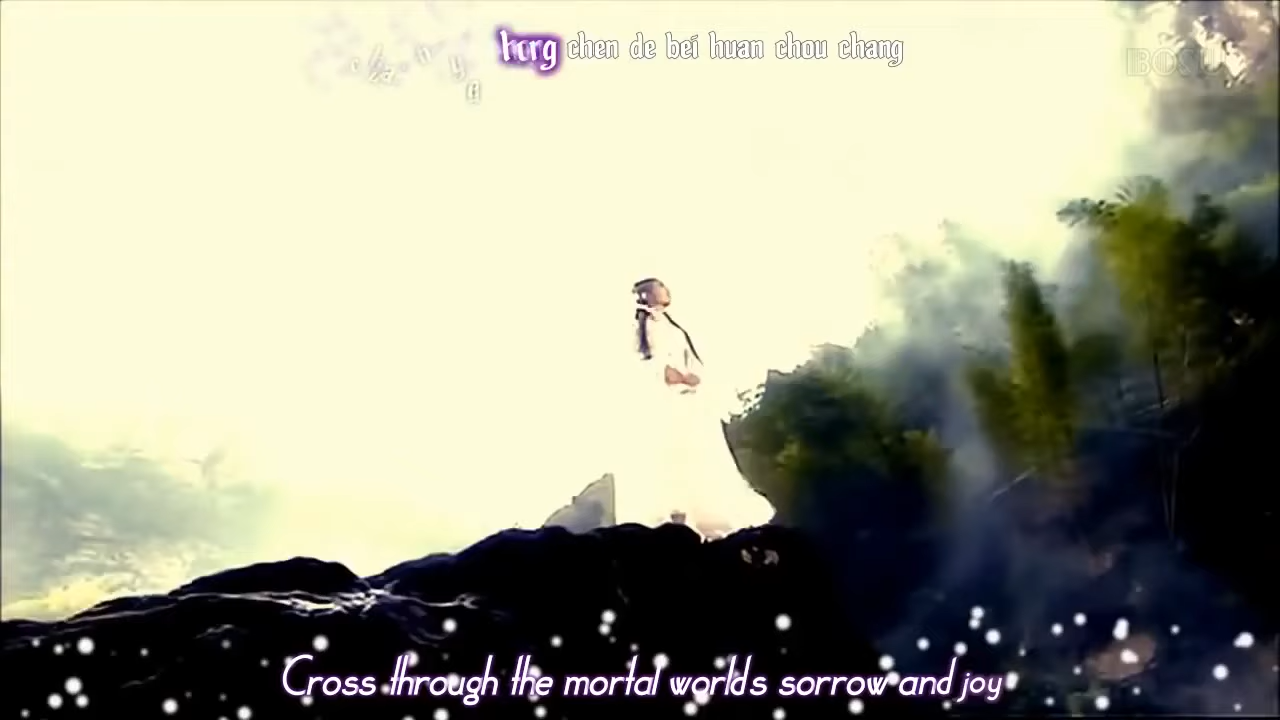 hong chen de bei huan chou chang
Cross through the mortal worlds sorrow and joy